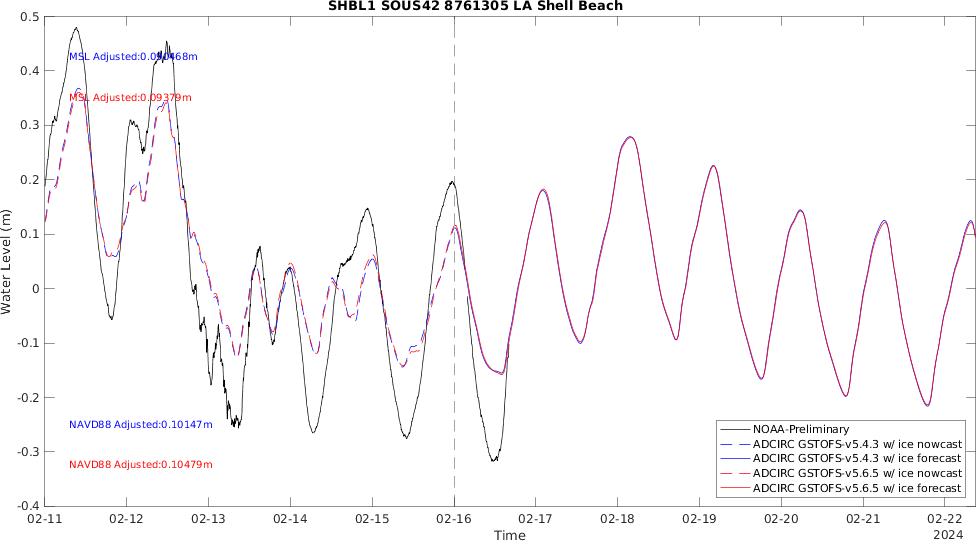 SHBL1 SOUS42 8761305 LA Shell Beach
0.5
0.4
0.3
0.2
0.1
0
-0.1
-0.2
-0.3
-0.4
Water Level (m)
MSL Adjusted:0.090468m
MSL Adjusted:0.09379m
NAVD88 Adjusted:0.10147m
NAVD88 Adjusted:0.10479m
NOAA-Preliminary
ADCIRC GSTOFS-v5.4.3 w/ ice nowcast
ADCIRC GSTOFS-v5.4.3 w/ ice forecast
ADCIRC GSTOFS-v5.6.5 w/ ice nowcast
ADCIRC GSTOFS-v5.6.5 w/ ice forecast
02-11 02-12 02-13 02-14 02-15 02-16 02-17 02-18 02-19 02-20 02-21 02-22
Time
2024